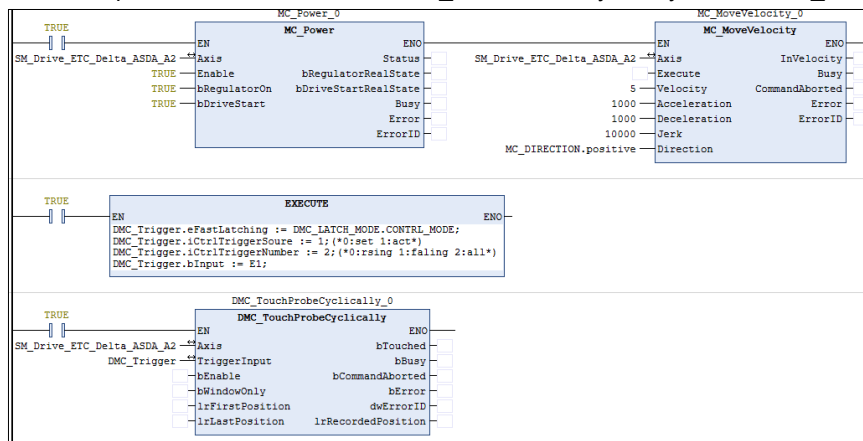 MC_Power_0
MC_MoveVelocity_0
TRUE
MC_Power
MC_MoveVelocity
EN ENO
EN ENO
SM_Drive_ETC_Delta_ASDA_A2 Axis Status
SM_Drive_ETC_Delta_ASDA_A2 Axis InVelocity
TRUE Enable bRegulatorRealState
Execute Busy
TRUE bRegulatorOn bDriveStartRealState
5 Velocity CommandAborted
TRUE bDriveStart Busy
1000 Acceleration Error
Error
1000 Deceleration ErrorID
ErrorID
10000 Jerk
MC_DIRECTION.positive Direction
TRUE
EXECUTE
EN ENO
DMC_Trigger.eFastLatching := DMC_LATCH_MODE.CONTRL_MODE;
DMC_Trigger.iCtrlTriggerSoure := 1;(*0:set 1:act*)
DMC_Trigger.iCtrlTriggerNumber := 2;(*0:rsing 1:faling 2:all*)
DMC_Trigger.bInput := E1;
DMC_TouchProbeCyclically_0
TRUE
DMC_TouchProbeCyclically
EN ENO
SM_Drive_ETC_Delta_ASDA_A2 Axis bTouched
DMC_Trigger TriggerInput bBusy
bEnable bCommandAborted
bWindowOnly bError
lrFirstPosition dwErrorID
lrLastPosition lrRecordedPosition